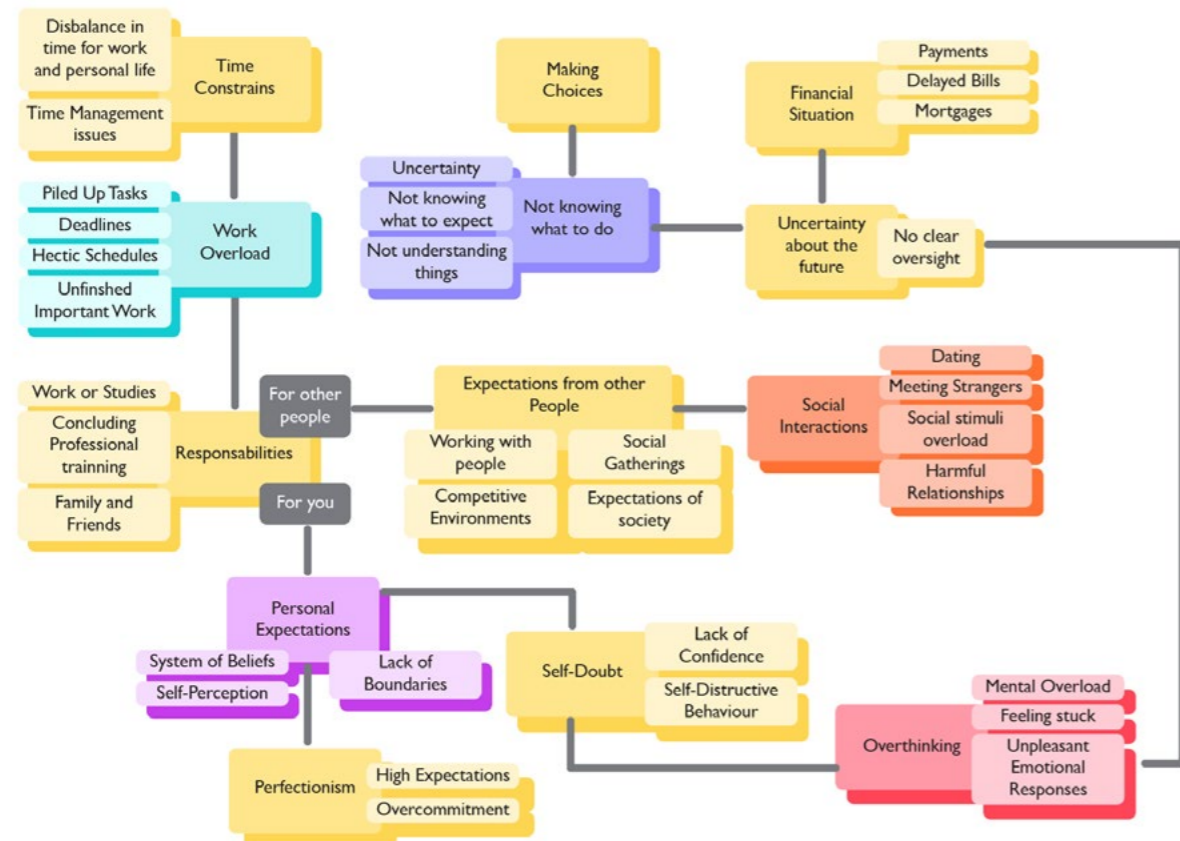 Disbalance in
time for work
and personal life
Time Management
issues
Time
Constrains
Making
Choices
Financial
Situation
Payments
Delayed Bills
Mortgages
Piled Up Tasks
Deadlines
Hectic Schedules
Unfinshed
Important Work
Work
Overload
Uncertainty
Not knowing
what to expect
Not understanding
things
Not knowing
what to do
Uncertainty
about the
future
No clear
oversight
Work or Studies
Concluding
Professional
trainning
Family and
Friends
Responsabilities
For other
people
For you
Expectations from other
People
Working with
people
Social
Gatherings
Competitive
Environments
Expectations of
society
Social
Interactions
Dating
Meeting Strangers
Social stimuli
overload
Harmful
Relationships
Personal
Expectations
System of Beliefs
Self-Perception
Lack of
Boundaries
Self-Doubt
Lack of
Confidence
Self-Distructive
Behaviour
Perfectionism
High Expectations
Overcommitment
Overthinking
Mental Overload
Feeling stuck
Unpleasant
Emotional
Responses